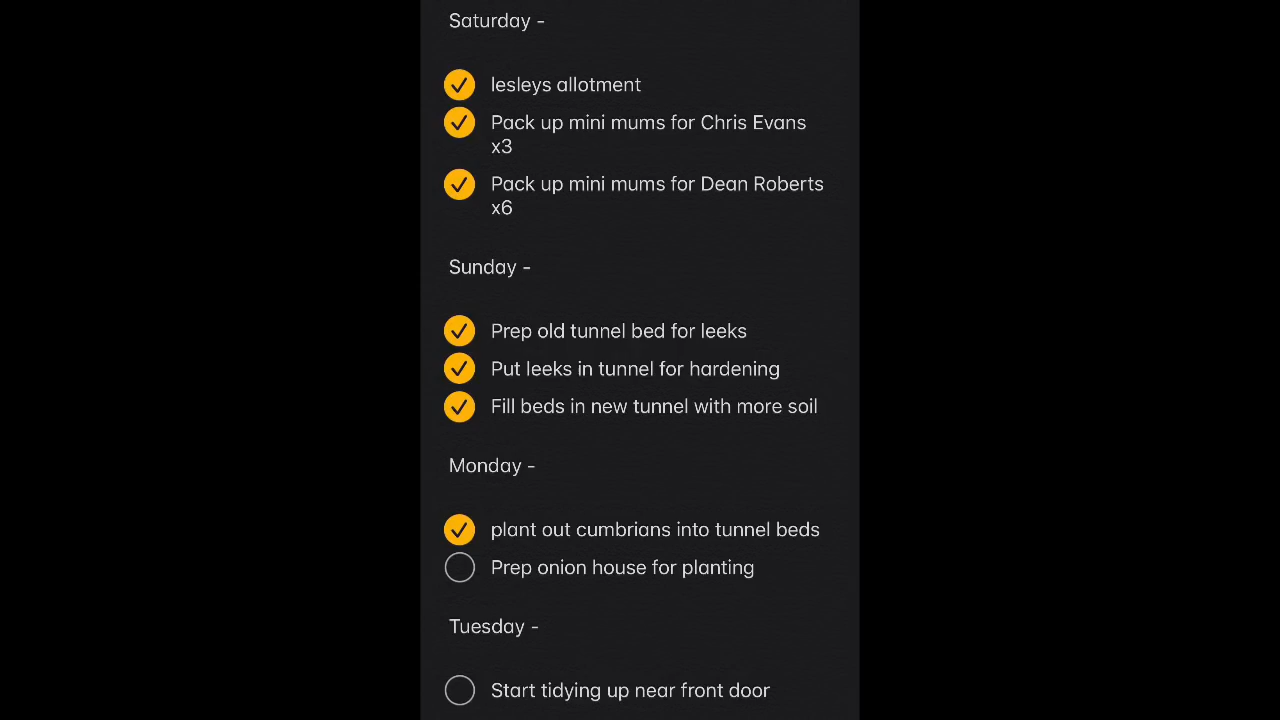 Saturday -
lesleys allotment
Pack up mini mums for Chris Evans
x3
Pack up mini mums for Dean Roberts
x6
Sunday -
Prep old tunnel bed for leeks
Put leeks in tunnel for hardening
Fill beds in new tunnel with more soil
Monday -
plant out cumbrians into tunnel beds
Prep onion house for planting
Tuesday -
Start tidying up near front door